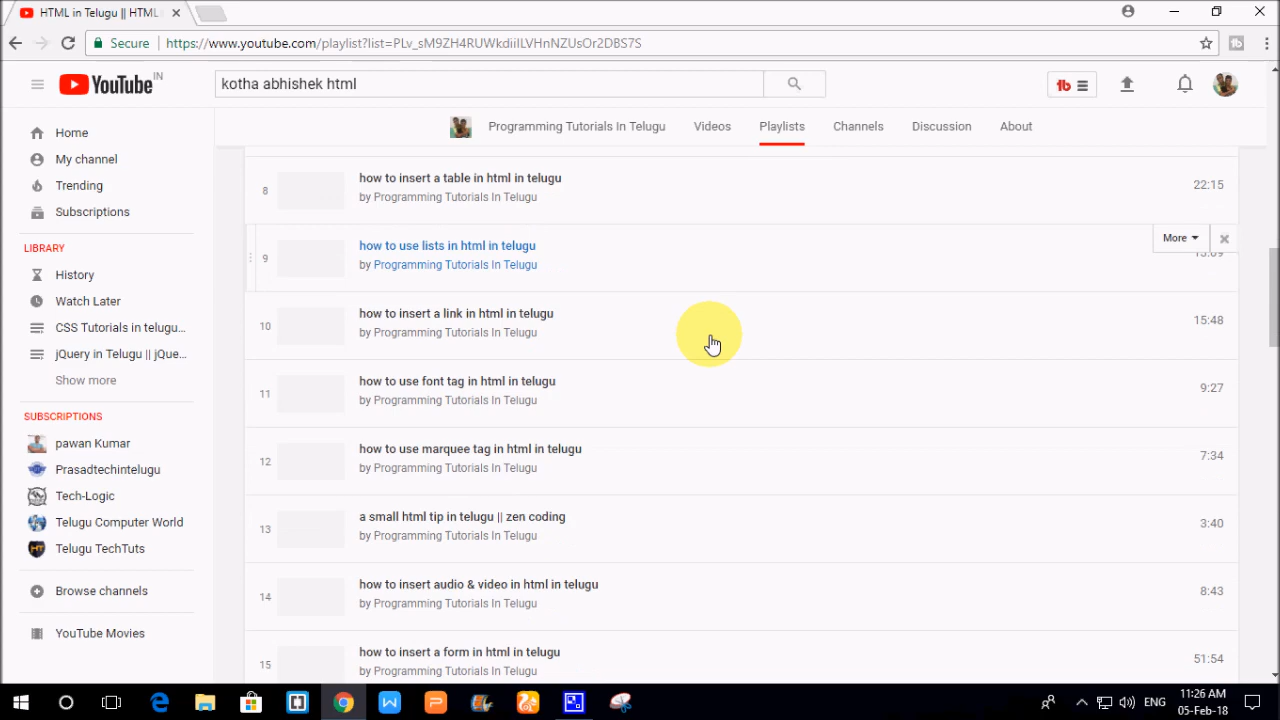 HTML in Telugu || HTML
Secure
https://www.youtube.com/playlist?list=PLv_sM9ZH4RUWkdiilLVHnNZUsOr2DBS7S
YouTube IN
kotha abhishek html
Programming Tutorials In Telugu
Videos
Playlists
Channels
Discussion
About
Home
My channel
Trending
Subscriptions
LIBRARY
History
Watch Later
CSS Tutorials in telugu...
jQuery in Telugu || jQue...
Show more
SUBSCRIPTIONS
pawan Kumar
Prasadtechintelugu
Tech-Logic
Telugu Computer World
Telugu TechTuts
Browse channels
YouTube Movies
8
how to insert a table in html in telugu
by Programming Tutorials In Telugu
22:15
9
how to use lists in html in telugu
by Programming Tutorials In Telugu
More
10
how to insert a link in html in telugu
by Programming Tutorials In Telugu
15:48
11
how to use font tag in html in telugu
by Programming Tutorials In Telugu
9:27
12
how to use marquee tag in html in telugu
by Programming Tutorials In Telugu
7:34
13
a small html tip in telugu || zen coding
by Programming Tutorials In Telugu
3:40
14
how to insert audio & video in html in telugu
by Programming Tutorials In Telugu
8:43
15
how to insert a form in html in telugu
by Programming Tutorials In Telugu
51:54
ENG
11:26 AM
05-Feb-18